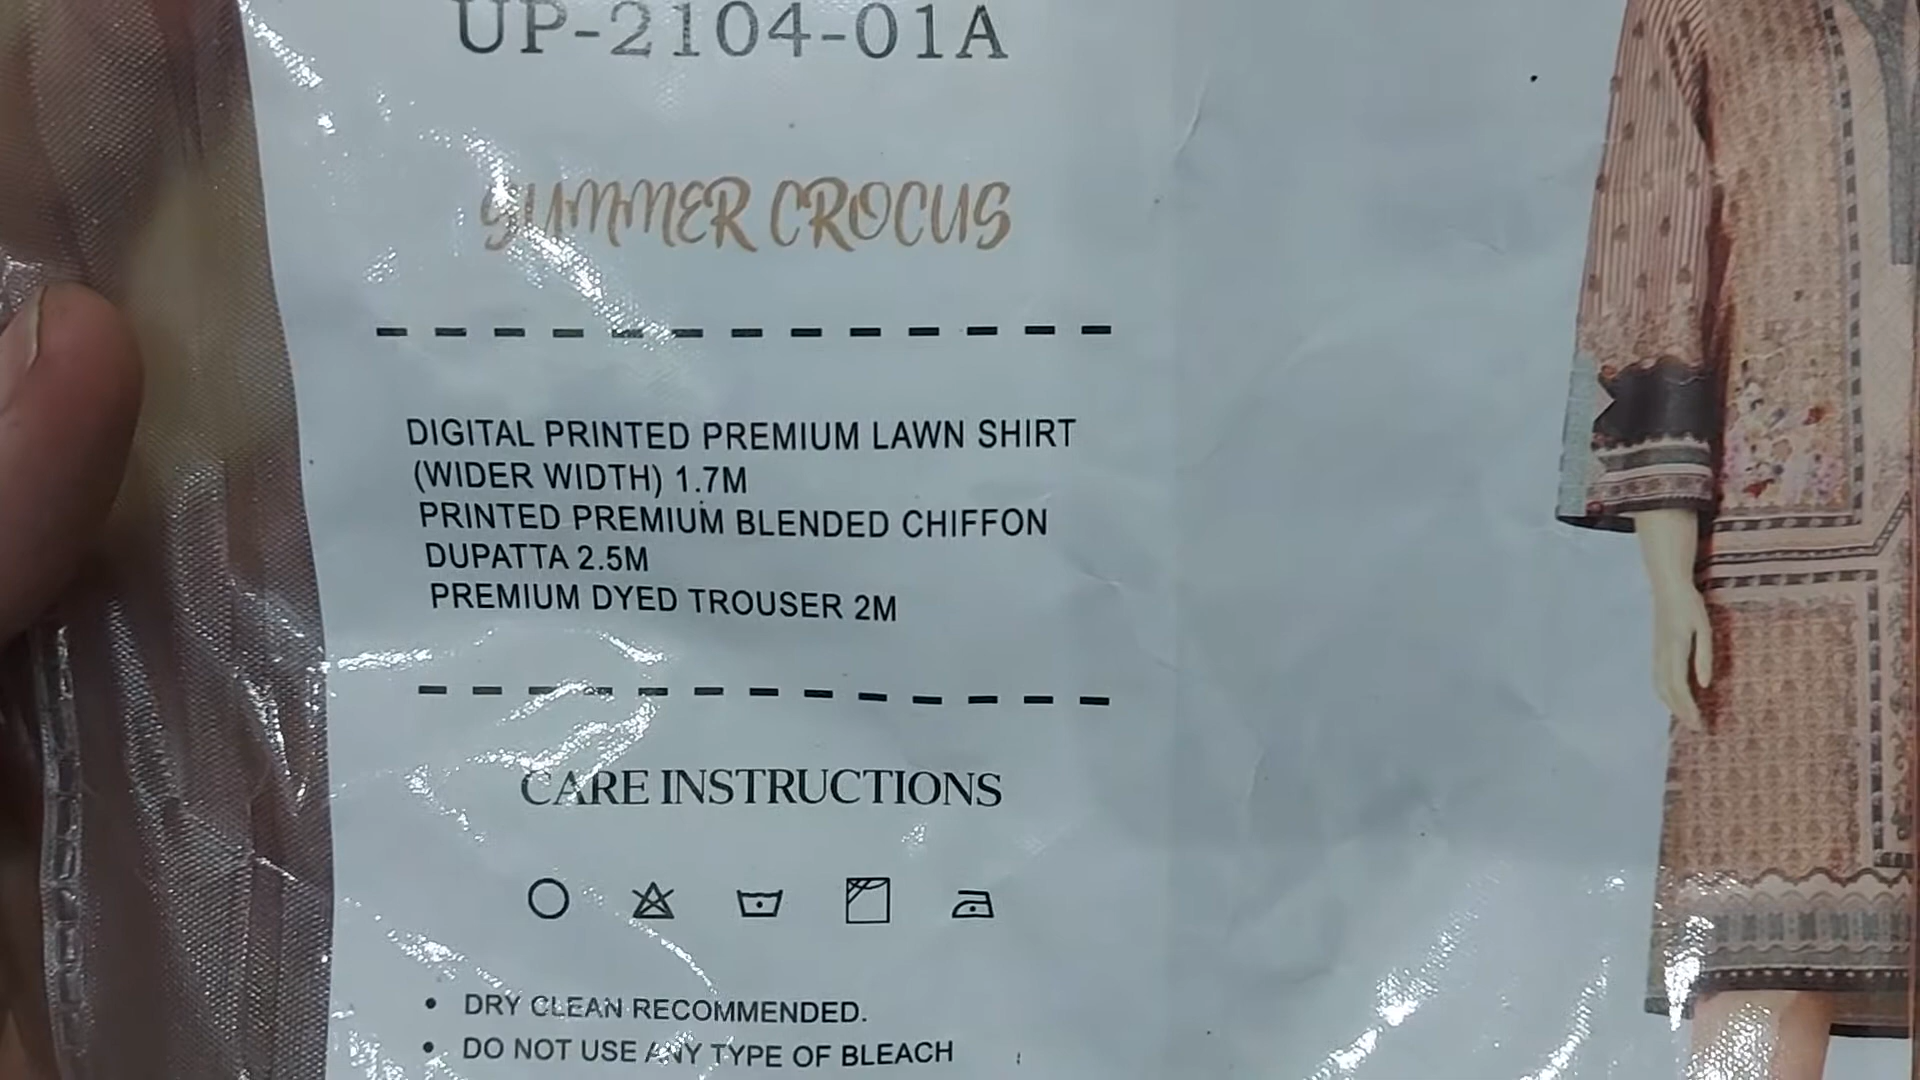 UP-2104-01A
SUMMER CROCUS
DIGITAL PRINTED PREMIUM LAWN SHIRT
(WIDER WIDTH) 1.7M
PRINTED PREMIUM BLENDED CHIFFON
DUPATTA 2.5M
PREMIUM DYED TROUSER 2M
CARE INSTRUCTIONS
• DRY CLEAN RECOMMENDED.
• DO NOT USE ANY TYPE OF BLEACH